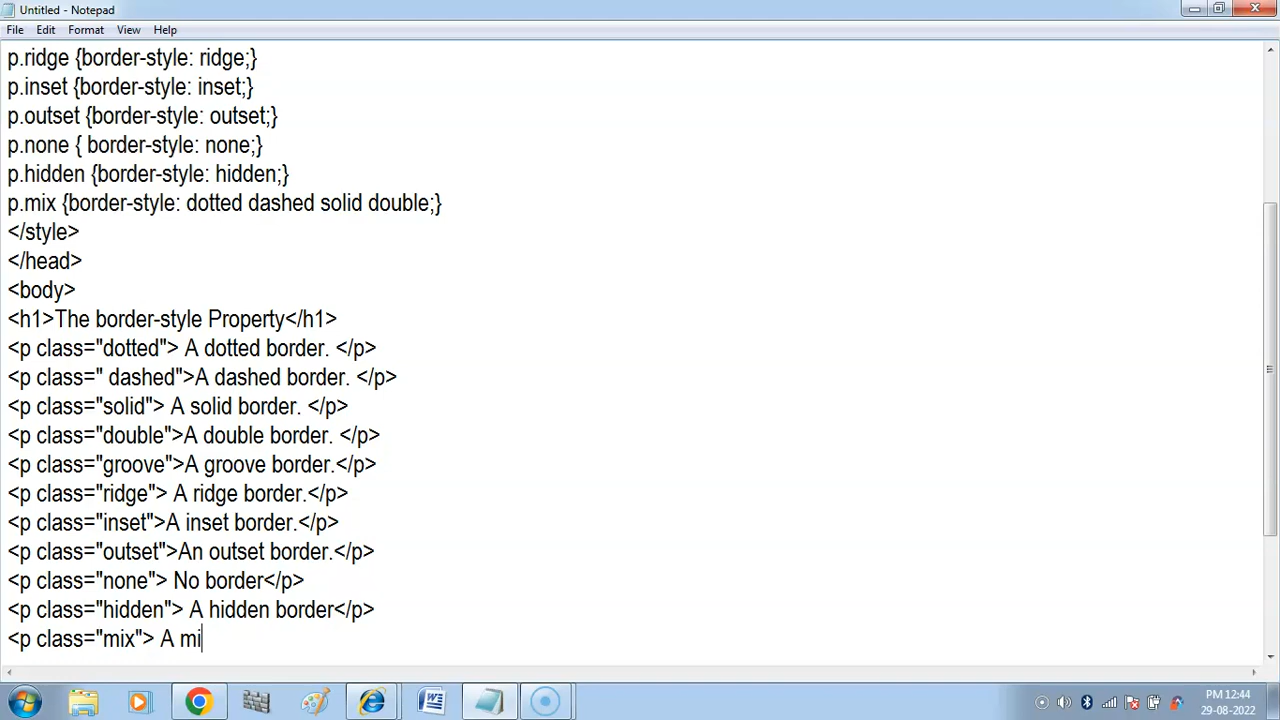 Untitled - Notepad
File Edit Format View Help
p.ridge {border-style: ridge;}
p.inset {border-style: inset;}
p.outset {border-style: outset;}
p.none { border-style: none;}
p.hidden {border-style: hidden;}
p.mix {border-style: dotted dashed solid double;}
</style>
</head>
<body>
<h1>The border-style Property</h1>
<p class="dotted"> A dotted border. </p>
<p class=" dashed">A dashed border. </p>
<p class="solid"> A solid border. </p>
<p class="double">A double border. </p>
<p class="groove">A groove border.</p>
<p class="ridge"> A ridge border.</p>
<p class="inset">A inset border.</p>
<p class="outset">An outset border.</p>
<p class="none"> No border</p>
<p class="hidden"> A hidden border</p>
<p class="mix"> A mi
PM 12:44
29-08-2022